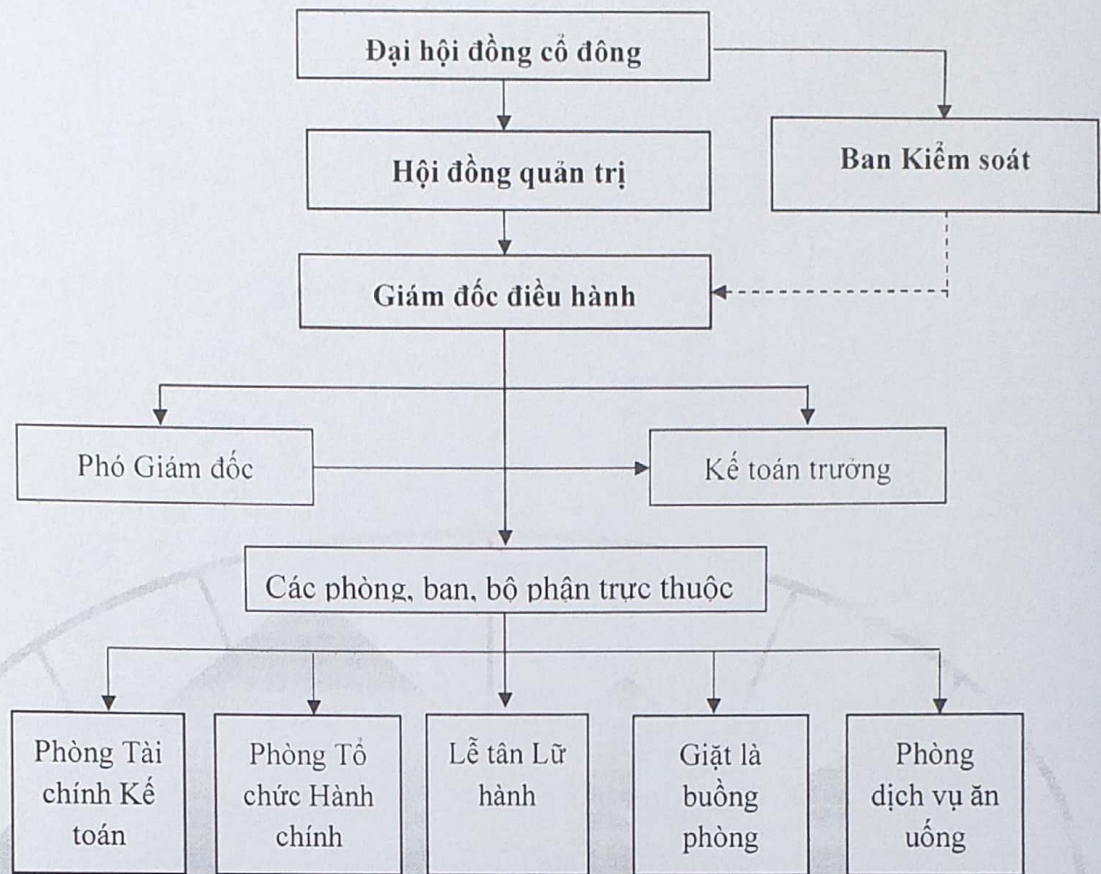 Đại hội đồng cổ đông
Hội đồng quản trị
Ban Kiểm soát
Giám đốc điều hành
Phó Giám đốc
Kế toán trưởng
Các phòng, ban, bộ phận trực thuộc
Phòng Tài
chính Kế
toán
Phòng Tổ
chức Hành
chính
Lễ tân Lữ
hành
Giặt là
buồng
phòng
Phòng
dịch vụ ăn
uống